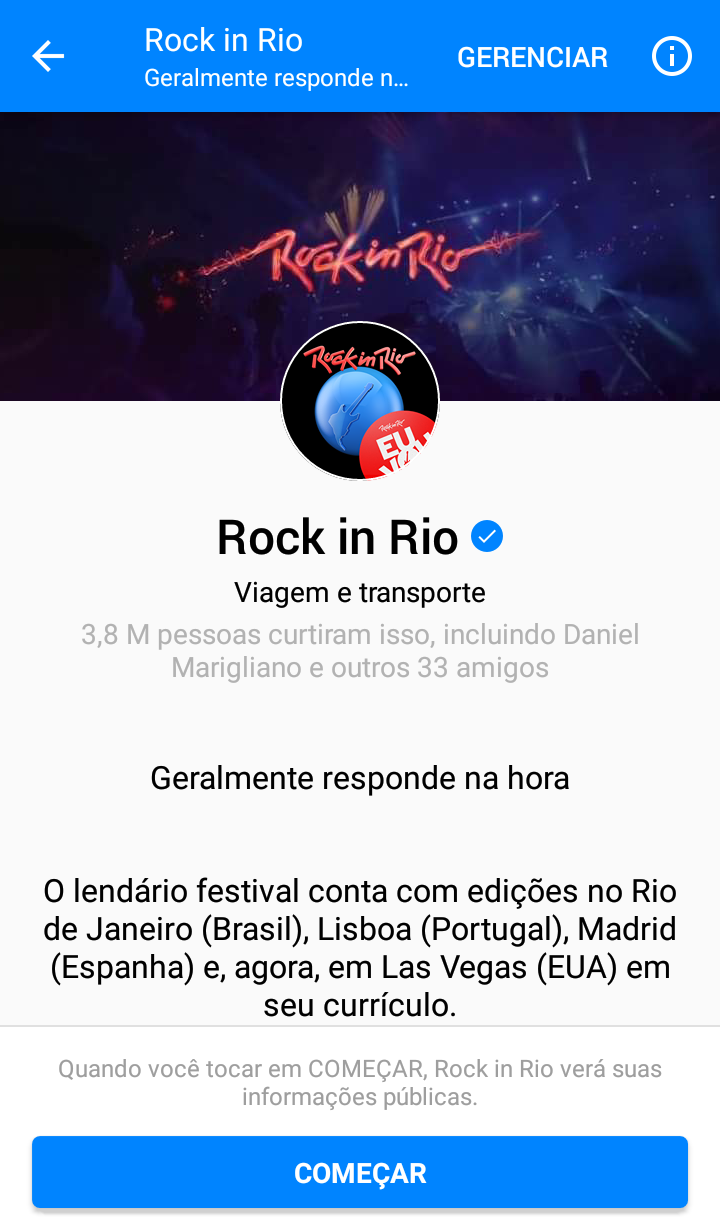 Rock in Rio
Geralmente responde n...
GERENCIAR
Rock in Rio
Rock in Rio
Rock in Rio
EU
VOU
Rock in Rio
Viagem e transporte
3,8 M pessoas curtiram isso, incluindo Daniel
Marigliano e outros 33 amigos
Geralmente responde na hora
O lendário festival conta com edições no Rio
de Janeiro (Brasil), Lisboa (Portugal), Madrid
(Espanha) e, agora, em Las Vegas (EUA) em
seu currículo.
Quando você tocar em COMEÇAR, Rock in Rio verá suas
informações públicas.
COMEÇAR